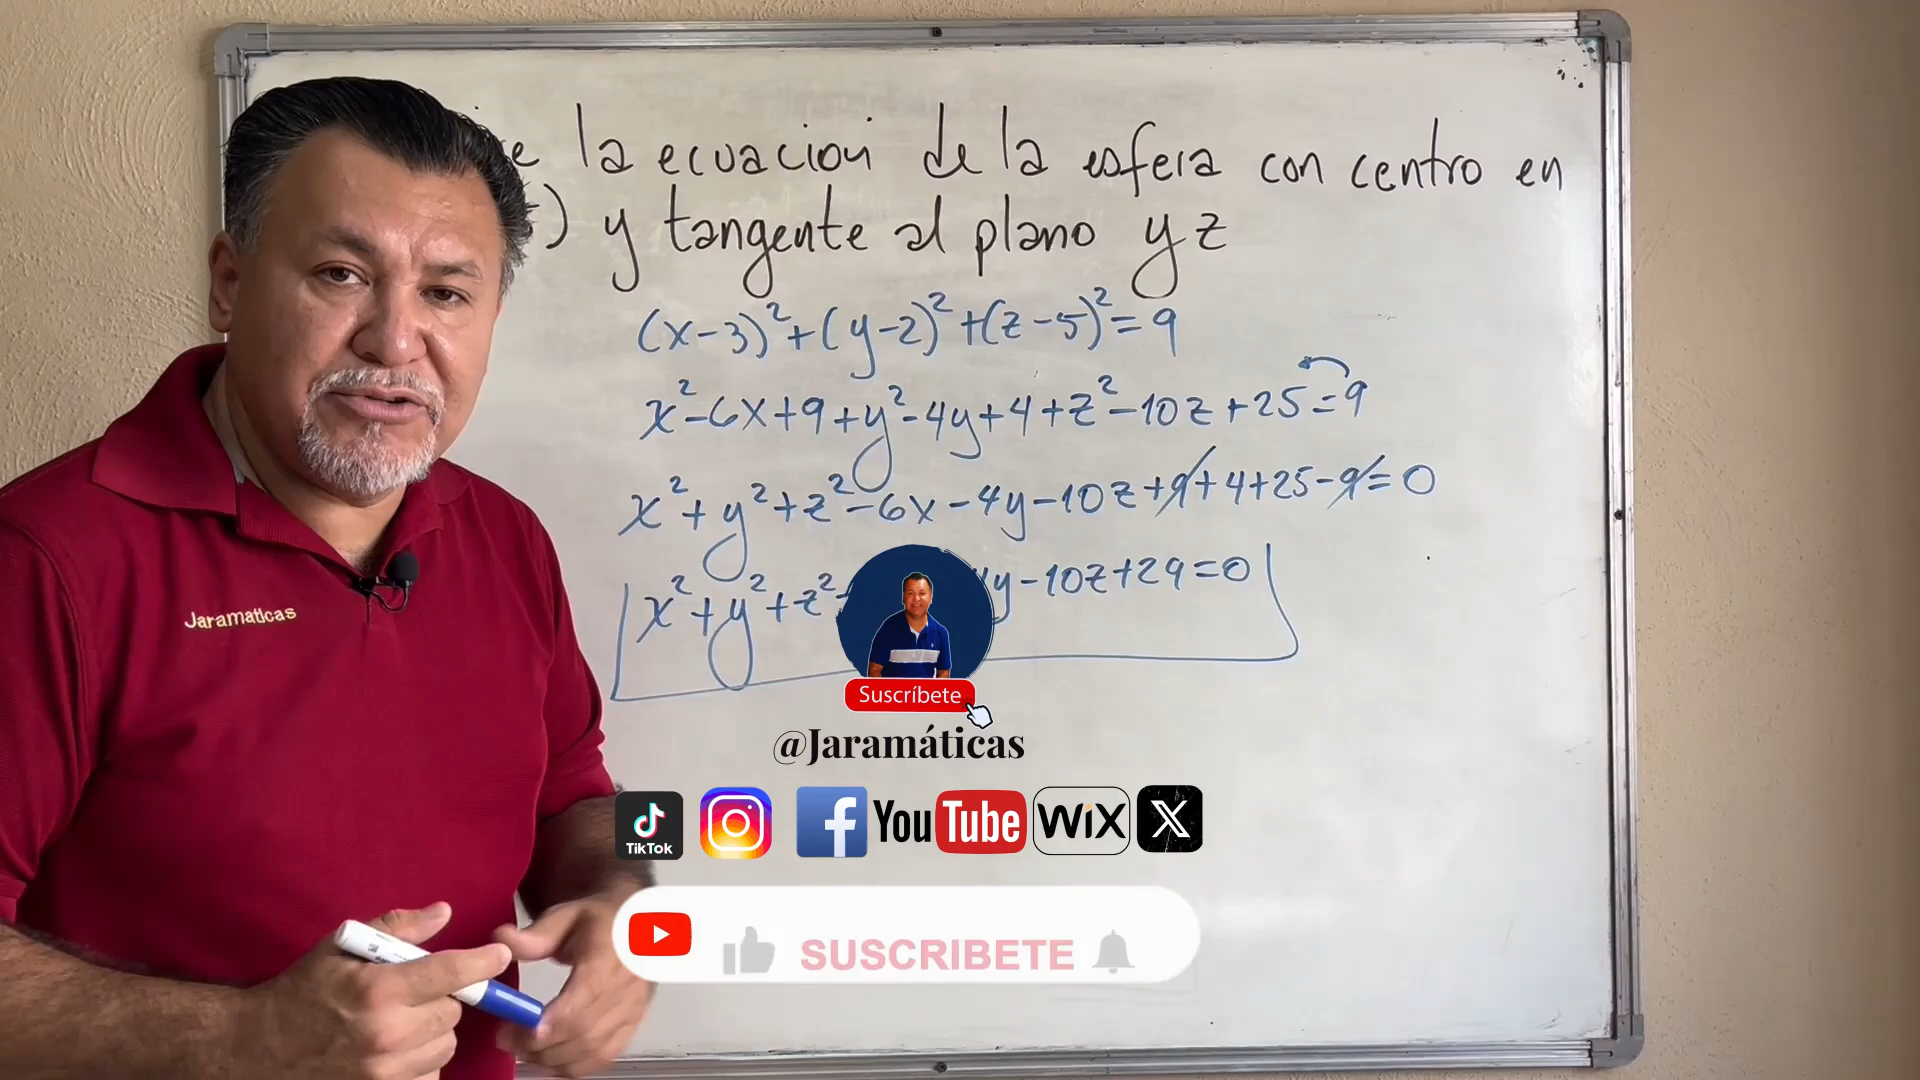 la ecuacion de la esfera con centro en
) y tangente al plano yz
(x-3)²+(y-2)²+(z-5)²=9
x²-6x+9+y²-4y+4+z²-10z+25=9
x²+y²+z²-6x-4y-10z+9+4+25-9=0
x²+y²+z²- 4y-10z+29=0
Jaramaticas
Suscríbete
@Jaramáticas
TikTok
YouTube
WiX
SUSCRIBETE